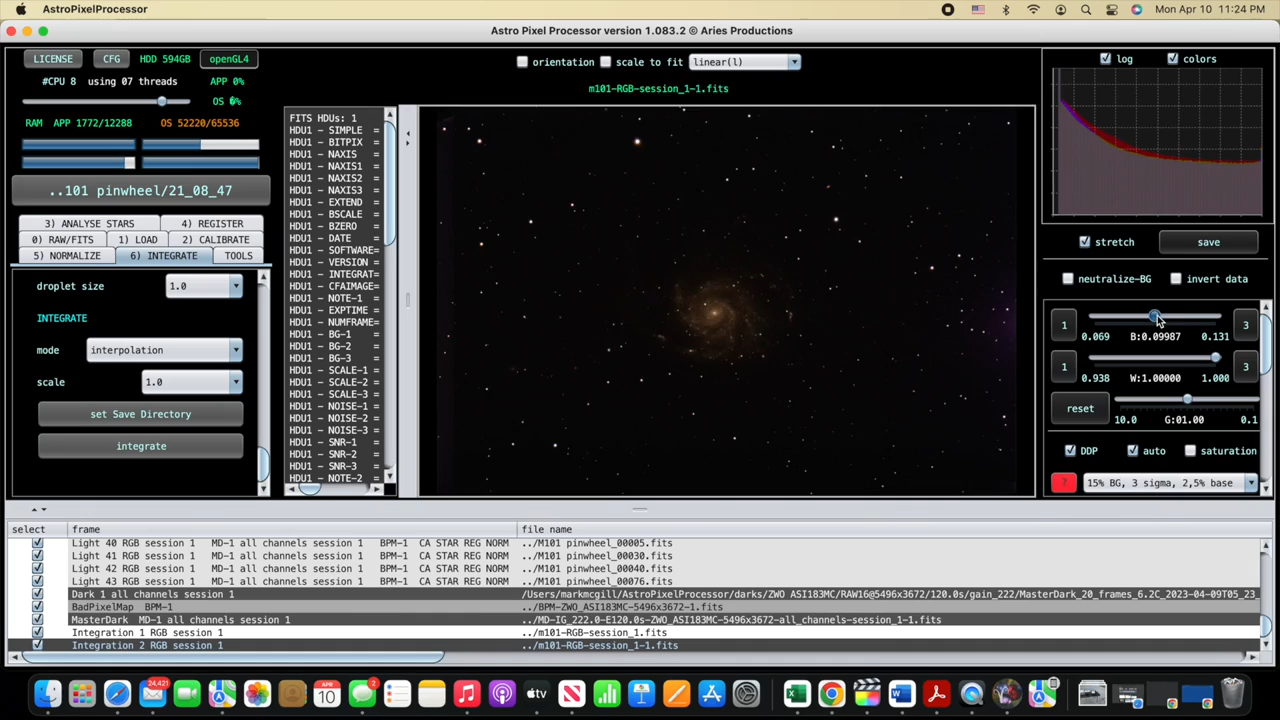 AstroPixelProcessor
Mon Apr 10 11:24 PM
Astro Pixel Processor version 1.083.2 © Aries Productions
LICENSE CFG HDD 594GB openGL4
#CPU 8 using 07 threads APP 0%
OS 6%
RAM APP 1772/12288 OS 52220/65536
..101 pinwheel/21_08_47
3) ANALYSE STARS 4) REGISTER
0) RAW/FITS 1) LOAD 2) CALIBRATE
5) NORMALIZE 6) INTEGRATE TOOLS
droplet size 1.0
INTEGRATE
mode interpolation
scale 1.0
set Save Directory
integrate
FITS HDUs: 1
HDU1 - SIMPLE =
HDU1 - BITPIX =
HDU1 - NAXIS =
HDU1 - NAXIS1 =
HDU1 - NAXIS2 =
HDU1 - NAXIS3 =
HDU1 - EXTEND =
HDU1 - BSCALE =
HDU1 - BZERO =
HDU1 - DATE =
HDU1 - SOFTWARE=
HDU1 - VERSION =
HDU1 - INTEGRAT=
HDU1 - CFAIMAGE=
HDU1 - NOTE-1 =
HDU1 - EXPTIME =
HDU1 - NUMFRAME=
HDU1 - BG-1 =
HDU1 - BG-2 =
HDU1 - BG-3 =
HDU1 - SCALE-1 =
HDU1 - SCALE-2 =
HDU1 - SCALE-3 =
HDU1 - NOISE-1 =
HDU1 - NOISE-2 =
HDU1 - NOISE-3 =
HDU1 - SNR-1 =
HDU1 - SNR-2 =
HDU1 - SNR-3 =
HDU1 - NOTE-2 =
orientation scale to fit linear(l)
m101-RGB-session_1-1.fits
log colors
stretch save
neutralize-BG invert data
1 3
0.069 B:0.09987 0.131
1 3
0.938 W:1.00000 1.000
reset
10.0 G:01.00 0.1
DDP auto saturation
? 15% BG, 3 sigma, 2,5% base
select frame file name
Light 40 RGB session 1 MD-1 all channels session 1 BPM-1 CA STAR REG NORM ../M101 pinwheel_00005.fits
Light 41 RGB session 1 MD-1 all channels session 1 BPM-1 CA STAR REG NORM ../M101 pinwheel_00030.fits
Light 42 RGB session 1 MD-1 all channels session 1 BPM-1 CA STAR REG NORM ../M101 pinwheel_00040.fits
Light 43 RGB session 1 MD-1 all channels session 1 BPM-1 CA STAR REG NORM ../M101 pinwheel_00076.fits
Dark 1 all channels session 1 /Users/markmcgill/AstroPixelProcessor/darks/ZWO ASI183MC/RAW16@5496x3672/120.0s/gain_222/MasterDark_20_frames_6.2C_2023-04-09T05_23_
BadPixelMap BPM-1 ../BPM-ZWO_ASI183MC-5496x3672-1.fits
MasterDark MD-1 all channels session 1 ../MD-IG_222.0-E120.0s-ZWO_ASI183MC-5496x3672-all_channels-session_1-1.fits
Integration 1 RGB session 1 ../m101-RGB-session_1.fits
Integration 2 RGB session 1 ../m101-RGB-session_1-1.fits
24,421
2
tv